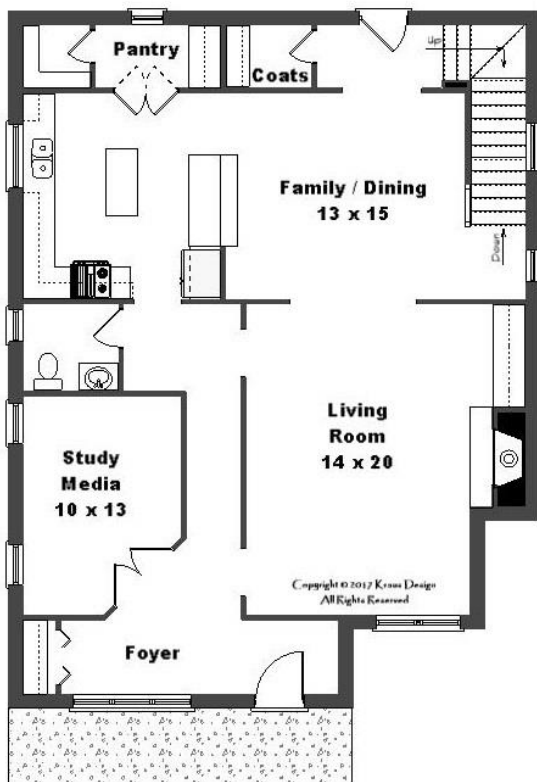 Pantry
Coats
Up
Family / Dining
13 x 15
Down
Living
Room
14 x 20
Study
Media
10 x 13
Copyright © 2017 Kraus Design
All Rights Reserved
Foyer